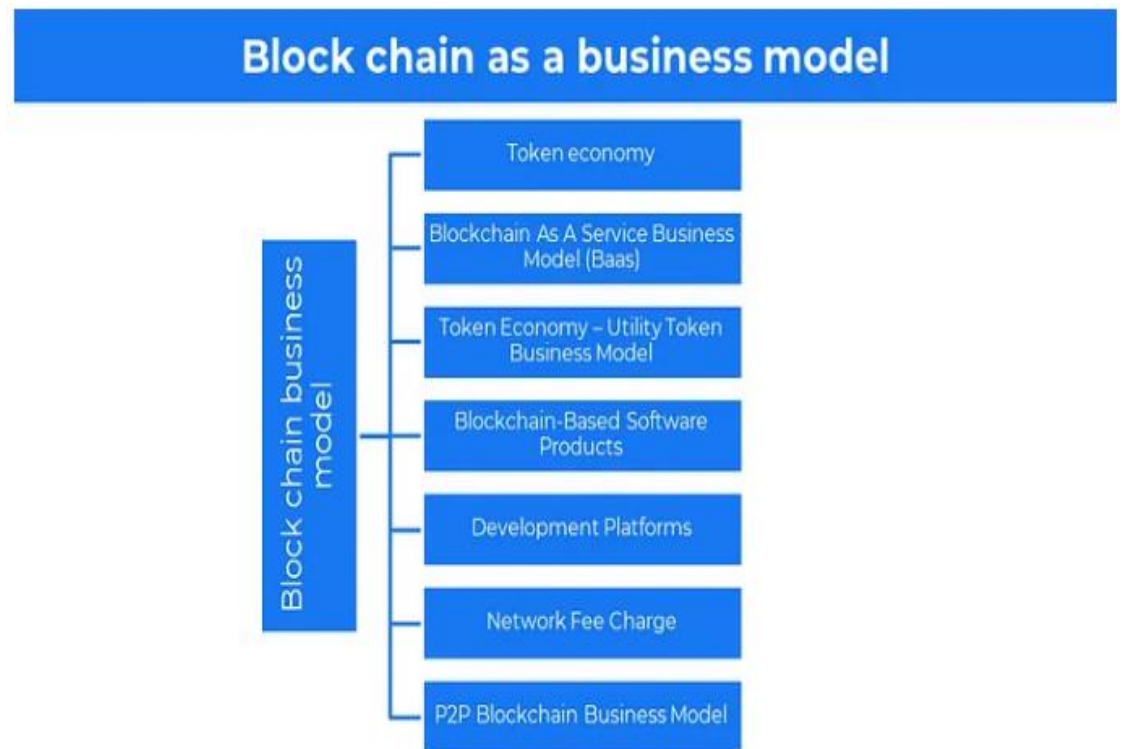 Block chain as a business model
Block chain business
model
Token economy
Blockchain As A Service Business
Model (Baas)
Token Economy – Utility Token
Business Model
Blockchain-Based Software
Products
Development Platforms
Network Fee Charge
P2P Blockchain Business Model